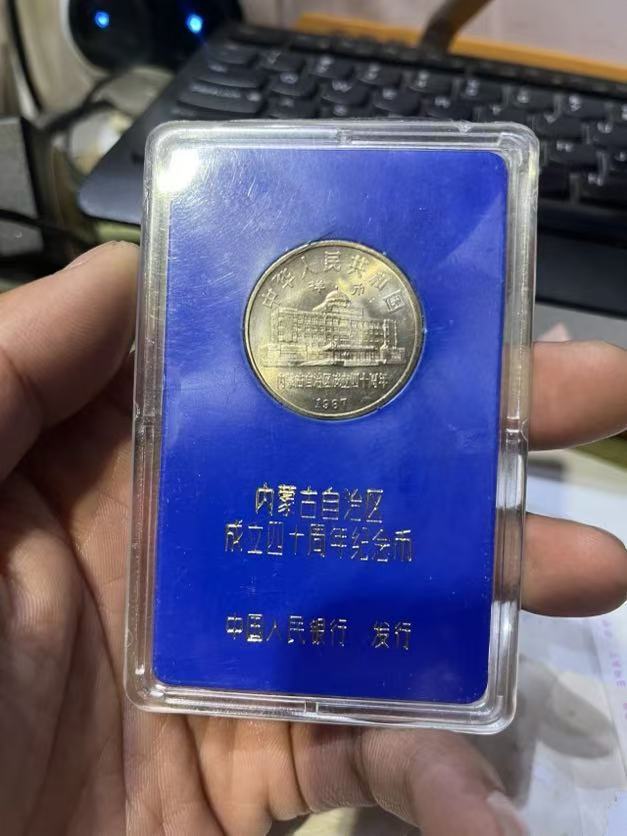 中华人民共和国
样币
内蒙古自治区成立四十周年
1987
内蒙古自治区
成立四十周年纪念币
中国人民银行 发行